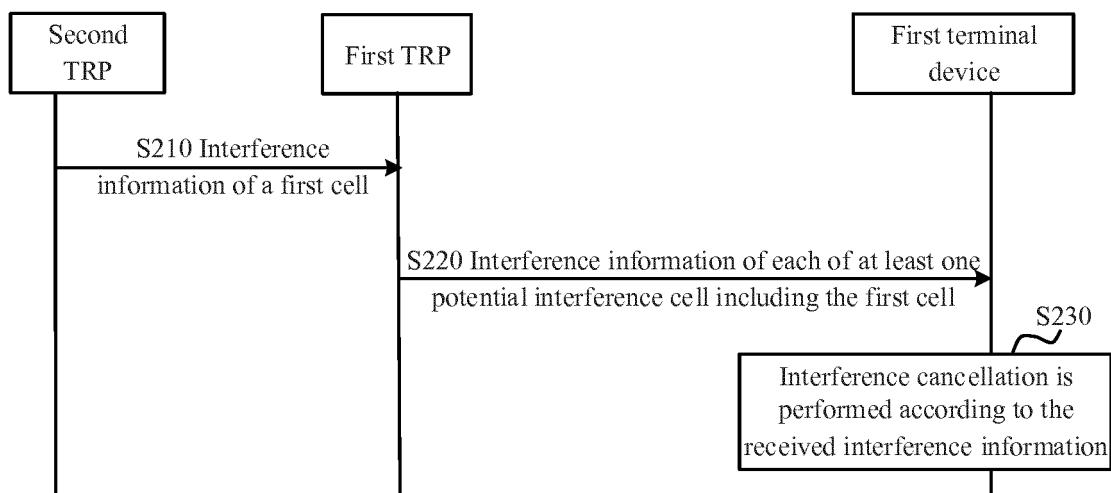 Second
TRP
First TRP
First terminal
device
S210 Interference
information of a first cell
S220 Interference information of each of at least one
potential interference cell including the first cell
S230
Interference cancellation is
performed according to the
received interference information